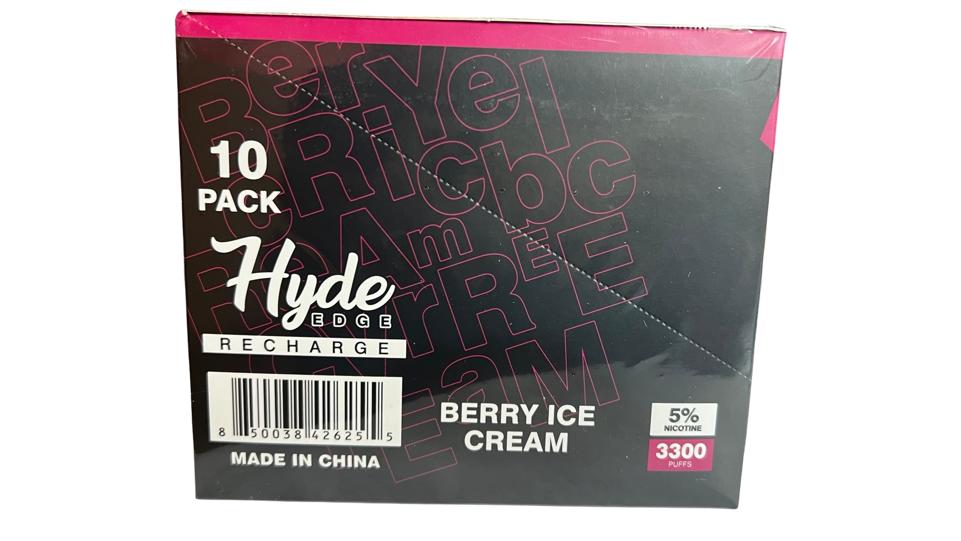 10
PACK
Hyde
EDGE
RECHARGE
8 50038 42625 5
MADE IN CHINA
BERRY ICE
CREAM
5%
NICOTINE
3300
PUFFS